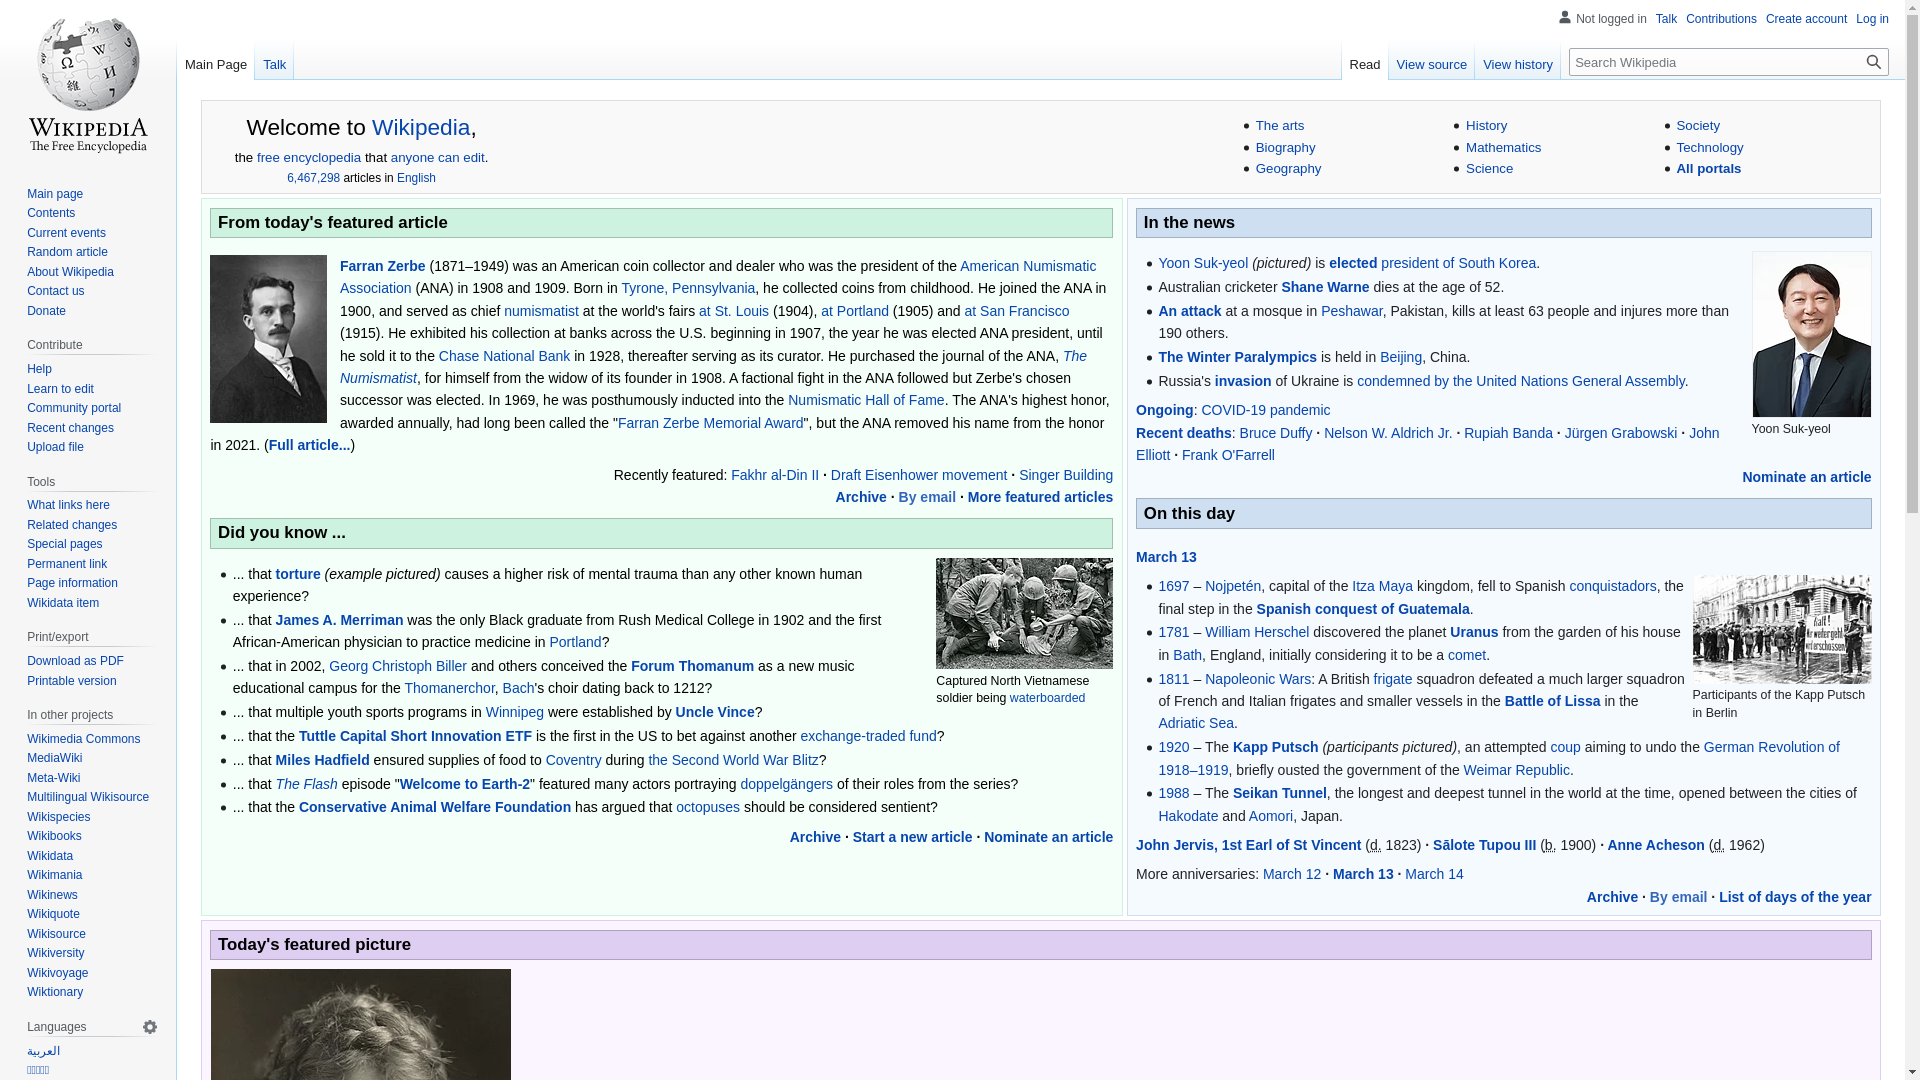 Not logged in Talk Contributions Create account Log in
Main Page Talk Read View source View history Search Wikipedia
WIKIPEDIA
The Free Encyclopedia
Main page
Contents
Current events
Random article
About Wikipedia
Contact us
Donate
Contribute
Help
Learn to edit
Community portal
Recent changes
Upload file
Tools
What links here
Related changes
Special pages
Permanent link
Page information
Wikidata item
Print/export
Download as PDF
Printable version
In other projects
Wikimedia Commons
MediaWiki
Meta-Wiki
Multilingual Wikisource
Wikispecies
Wikibooks
Wikidata
Wikimania
Wikinews
Wikiquote
Wikisource
Wikiversity
Wikivoyage
Wiktionary
Languages
العربية
Welcome to Wikipedia,
the free encyclopedia that anyone can edit.
6,467,298 articles in English
The arts
Biography
Geography
History
Mathematics
Science
Society
Technology
All portals
From today's featured article
Farran Zerbe (1871–1949) was an American coin collector and dealer who was the president of the American Numismatic
Association (ANA) in 1908 and 1909. Born in Tyrone, Pennsylvania, he collected coins from childhood. He joined the ANA in
1900, and served as chief numismatist at the world's fairs at St. Louis (1904), at Portland (1905) and at San Francisco
(1915). He exhibited his collection at banks across the U.S. beginning in 1907, the year he was elected ANA president, until
he sold it to the Chase National Bank in 1928, thereafter serving as its curator. He purchased the journal of the ANA, The
Numismatist, for himself from the widow of its founder in 1908. A factional fight in the ANA followed but Zerbe's chosen
successor was elected. In 1969, he was posthumously inducted into the Numismatic Hall of Fame. The ANA's highest honor,
awarded annually, had long been called the "Farran Zerbe Memorial Award", but the ANA removed his name from the honor
in 2021. (Full article...)
Recently featured: Fakhr al-Din II · Draft Eisenhower movement · Singer Building
Archive · By email · More featured articles
Did you know ...
... that torture (example pictured) causes a higher risk of mental trauma than any other known human
experience?
... that James A. Merriman was the only Black graduate from Rush Medical College in 1902 and the first
African-American physician to practice medicine in Portland?
... that in 2002, Georg Christoph Biller and others conceived the Forum Thomanum as a new music
educational campus for the Thomanerchor, Bach's choir dating back to 1212?
... that multiple youth sports programs in Winnipeg were established by Uncle Vince?
... that the Tuttle Capital Short Innovation ETF is the first in the US to bet against another exchange-traded fund?
... that Miles Hadfield ensured supplies of food to Coventry during the Second World War Blitz?
... that The Flash episode "Welcome to Earth-2" featured many actors portraying doppelgängers of their roles from the series?
... that the Conservative Animal Welfare Foundation has argued that octopuses should be considered sentient?
Captured North Vietnamese
soldier being waterboarded
Archive · Start a new article · Nominate an article
In the news
Yoon Suk-yeol (pictured) is elected president of South Korea.
Australian cricketer Shane Warne dies at the age of 52.
An attack at a mosque in Peshawar, Pakistan, kills at least 63 people and injures more than
190 others.
The Winter Paralympics is held in Beijing, China.
Russia's invasion of Ukraine is condemned by the United Nations General Assembly.
Yoon Suk-yeol
Ongoing: COVID-19 pandemic
Recent deaths: Bruce Duffy · Nelson W. Aldrich Jr. · Rupiah Banda · Jürgen Grabowski · John
Elliott · Frank O'Farrell
Nominate an article
On this day
March 13
1697 – Nojpetén, capital of the Itza Maya kingdom, fell to Spanish conquistadors, the
final step in the Spanish conquest of Guatemala.
1781 – William Herschel discovered the planet Uranus from the garden of his house
in Bath, England, initially considering it to be a comet.
1811 – Napoleonic Wars: A British frigate squadron defeated a much larger squadron
of French and Italian frigates and smaller vessels in the Battle of Lissa in the
Adriatic Sea.
1920 – The Kapp Putsch (participants pictured), an attempted coup aiming to undo the German Revolution of
1918–1919, briefly ousted the government of the Weimar Republic.
1988 – The Seikan Tunnel, the longest and deepest tunnel in the world at the time, opened between the cities of
Hakodate and Aomori, Japan.
Participants of the Kapp Putsch
in Berlin
John Jervis, 1st Earl of St Vincent (d. 1823) · Sālote Tupou III (b. 1900) · Anne Acheson (d. 1962)
More anniversaries: March 12 · March 13 · March 14
Archive · By email · List of days of the year
Today's featured picture